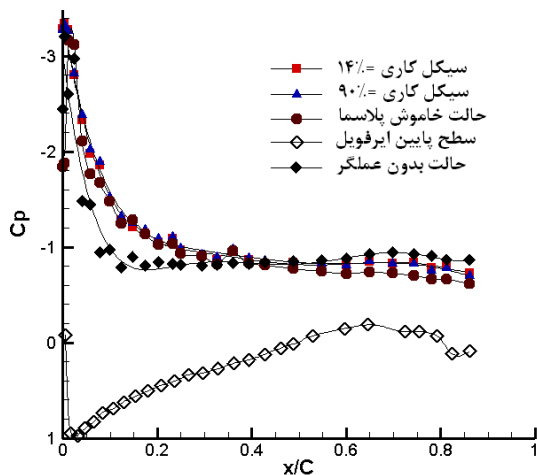 -3
-2
-1
0
1
Cp
سیکل کاری =۱۴٪
سیکل کاری =۹۰٪
حالت خاموش پلاسما
سطح پایین ایرفویل
حالت بدون عملگر
0
0.2
0.4
0.6
0.8
1
x/C